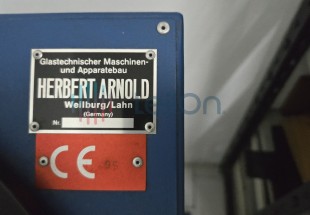 Glastechnischer Maschinen-
und Apparatebau
HERBERT ARNOLD
Weilburg/Lahn
(Germany)
Nr.
CE